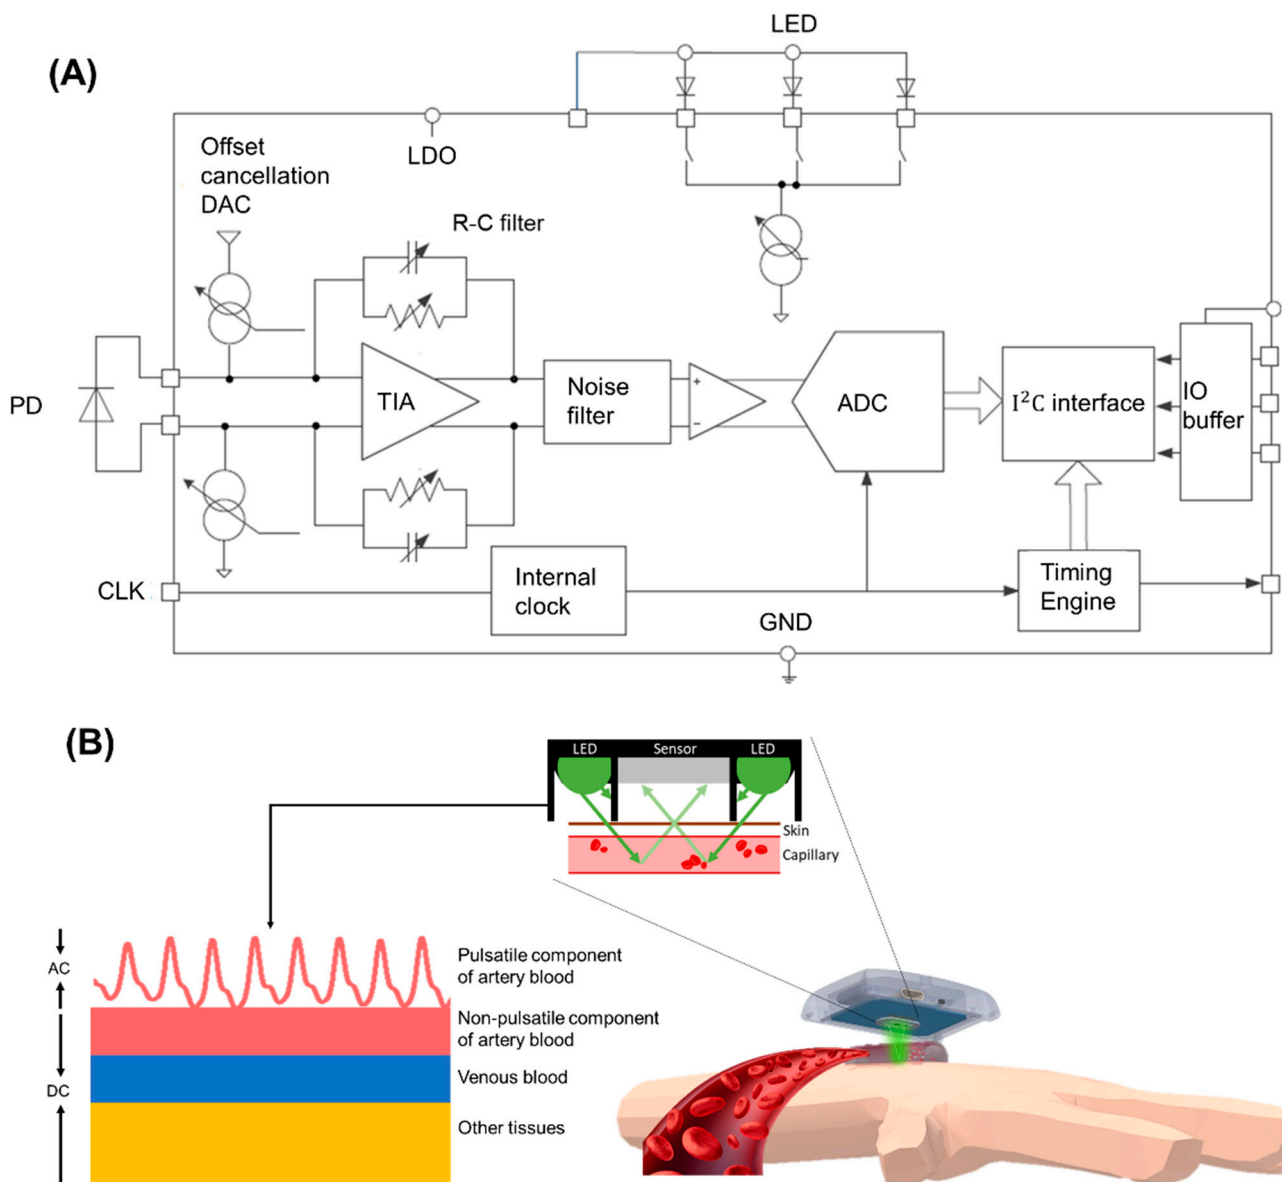 (A)
LED
LDO
Offset
cancellation
DAC
R-C filter
PD
TIA
Noise
filter
+
−
ADC
I²C interface
IO
buffer
CLK
Internal
clock
Timing
Engine
GND
(B)
LED
Sensor
LED
Skin
Capillary
AC
Pulsatile component
of artery blood
Non-pulsatile component
of artery blood
DC
Venous blood
Other tissues